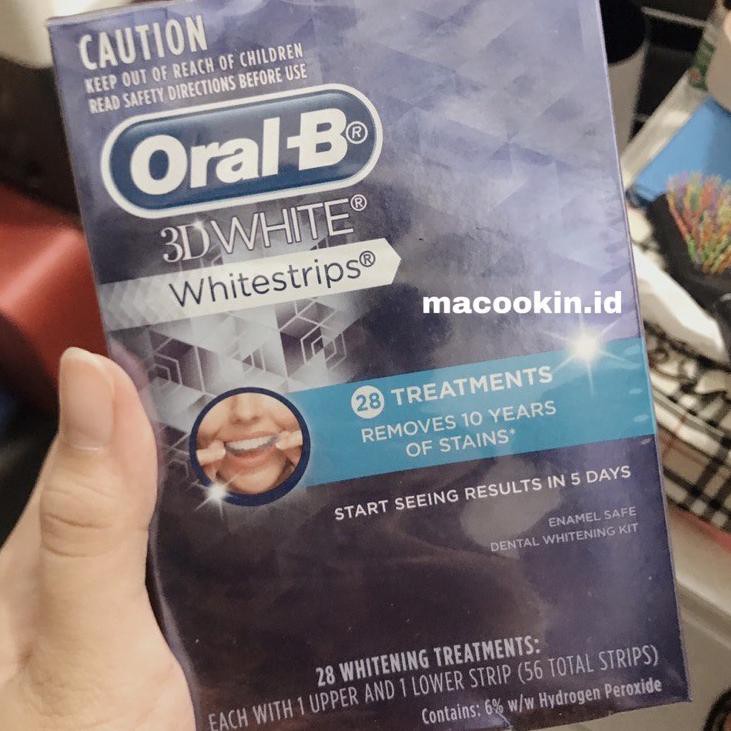 CAUTION
KEEP OUT OF REACH OF CHILDREN
READ SAFETY DIRECTIONS BEFORE USE
Oral-B®
3D WHITE®
Whitestrips®
macookin.id
28 TREATMENTS
REMOVES 10 YEARS
OF STAINS*
START SEEING RESULTS IN 5 DAYS
ENAMEL SAFE
DENTAL WHITENING KIT
28 WHITENING TREATMENTS:
EACH WITH 1 UPPER AND 1 LOWER STRIP (56 TOTAL STRIPS)
Contains: 6% w/w Hydrogen Peroxide